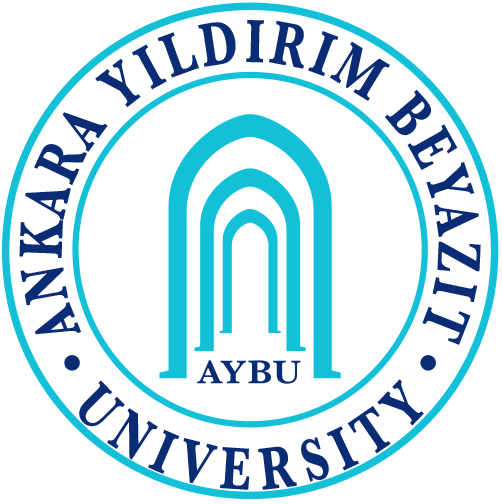 ANKARA YILDIRIM BEYAZIT
• UNIVERSITY •
AYBU